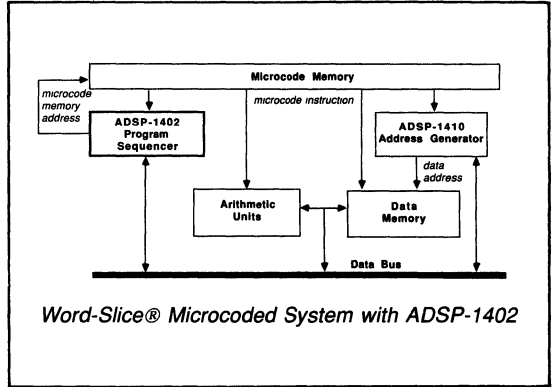 Microcode Memory
microcode
memory
address
microcode instruction
ADSP-1402
Program
Sequencer
ADSP-1410
Address Generator
data
address
Arithmetic
Units
Data
Memory
Data Bus
Word-Slice® Microcoded System with ADSP-1402